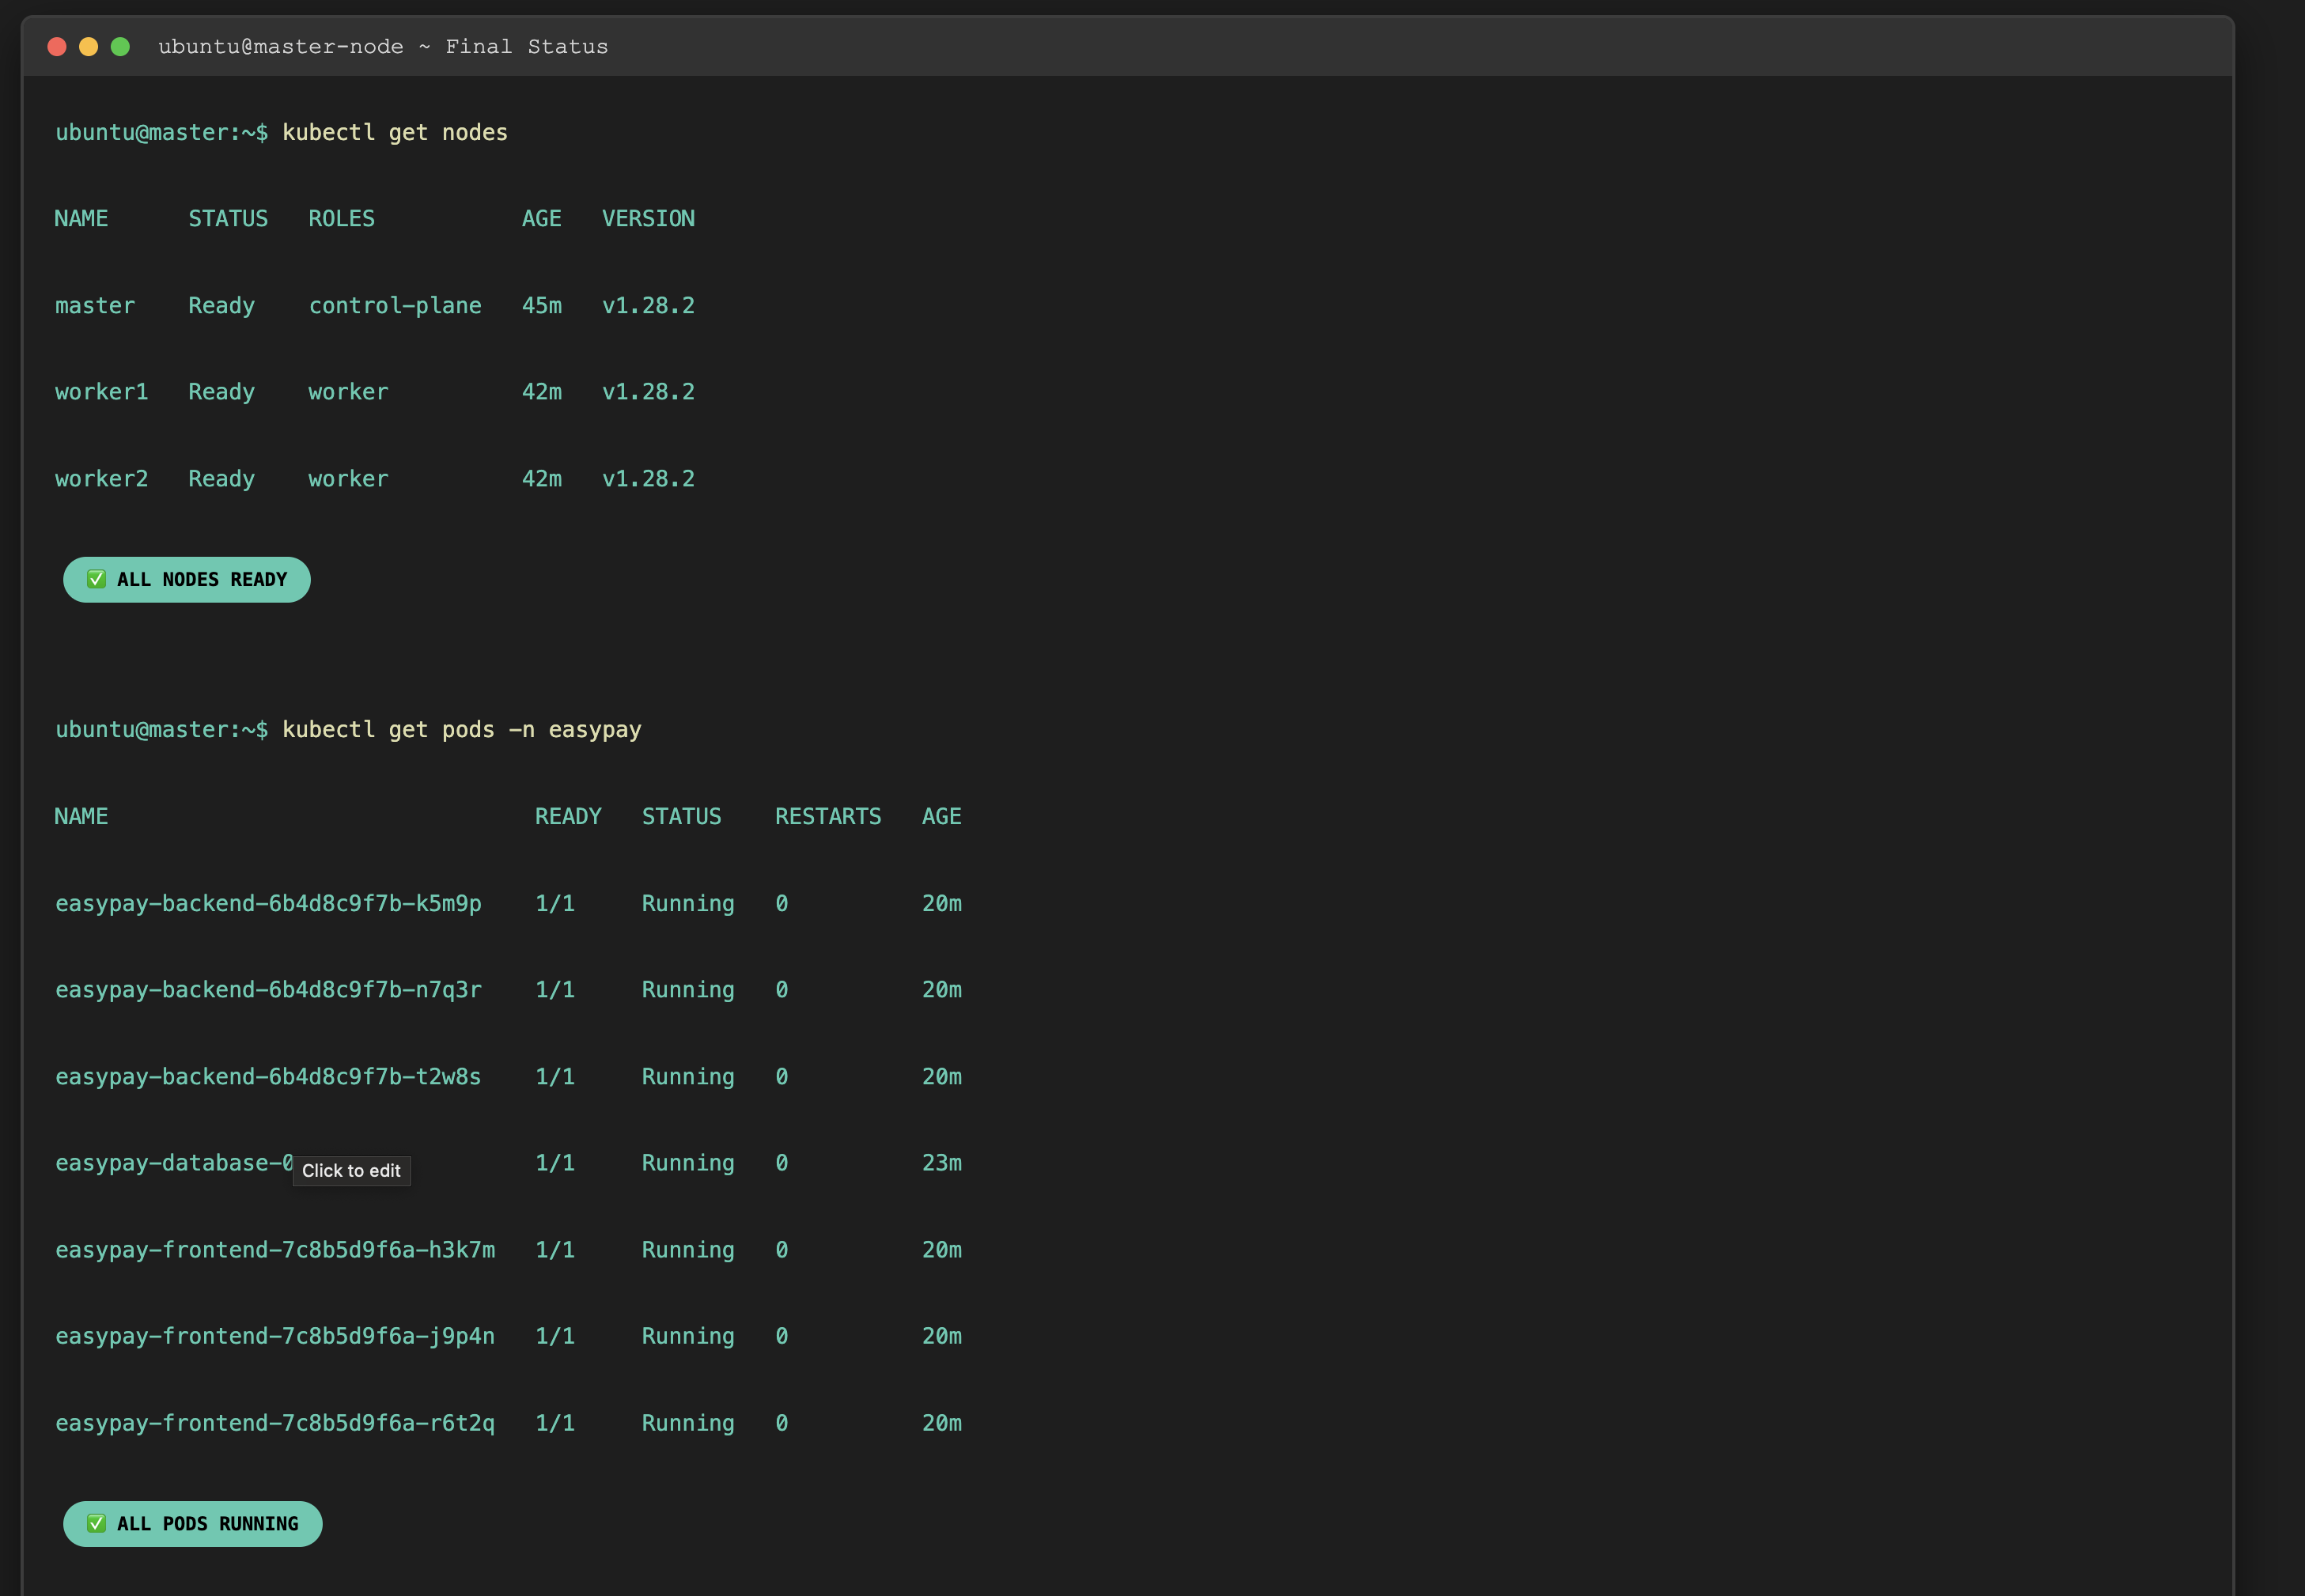 ubuntu@master-node ~ Final Status
ubuntu@master:~$ kubectl get nodes
NAME      STATUS   ROLES           AGE   VERSION
master    Ready    control-plane   45m   v1.28.2
worker1   Ready    worker          42m   v1.28.2
worker2   Ready    worker          42m   v1.28.2
✅ ALL NODES READY
ubuntu@master:~$ kubectl get pods -n easypay
NAME                                READY   STATUS    RESTARTS   AGE
easypay-backend-6b4d8c9f7b-k5m9p    1/1     Running   0          20m
easypay-backend-6b4d8c9f7b-n7q3r    1/1     Running   0          20m
easypay-backend-6b4d8c9f7b-t2w8s    1/1     Running   0          20m
easypay-database-0                  1/1     Running   0          23m
Click to edit
easypay-frontend-7c8b5d9f6a-h3k7m   1/1     Running   0          20m
easypay-frontend-7c8b5d9f6a-j9p4n   1/1     Running   0          20m
easypay-frontend-7c8b5d9f6a-r6t2q   1/1     Running   0          20m
✅ ALL PODS RUNNING